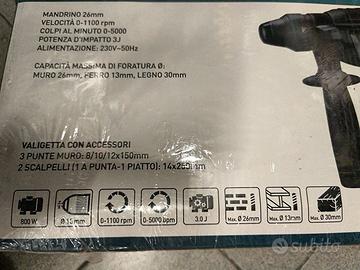 MANDRINO 26mm
VELOCITÀ 0-1100 rpm
COLPI AL MINUTO 0-5000
POTENZA D'IMPATTO 3J
ALIMENTAZIONE: 230V~50Hz
CAPACITÀ MASSIMA DI FORATURA Ø:
MURO 26mm, FERRO 13mm, LEGNO 30mm
VALIGETTA CON ACCESSORI
3 PUNTE MURO: 8/10/12x150mm
2 SCALPELLI (1 A PUNTA-1 PIATTO): 14x250mm
800 W
0-1100 rpm
0-5000 bpm
3.0 J
Max. Ø 26mm
Max. Ø 13mm
Max. Ø 30mm
subito